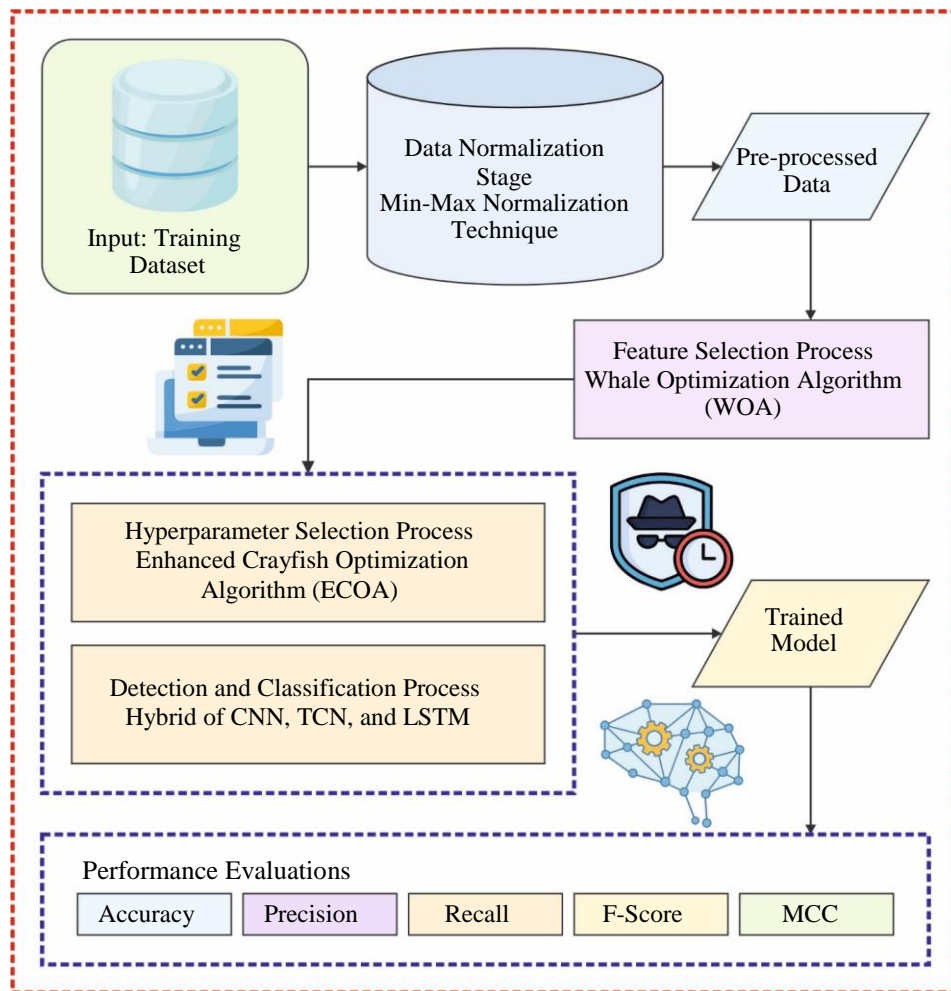 Input: Training
Dataset
Data Normalization
Stage
Min-Max Normalization
Technique
Pre-processed
Data
Feature Selection Process
Whale Optimization Algorithm
(WOA)
Hyperparameter Selection Process
Enhanced Crayfish Optimization
Algorithm (ECOA)
Detection and Classification Process
Hybrid of CNN, TCN, and LSTM
Trained
Model
Performance Evaluations
Accuracy
Precision
Recall
F-Score
MCC